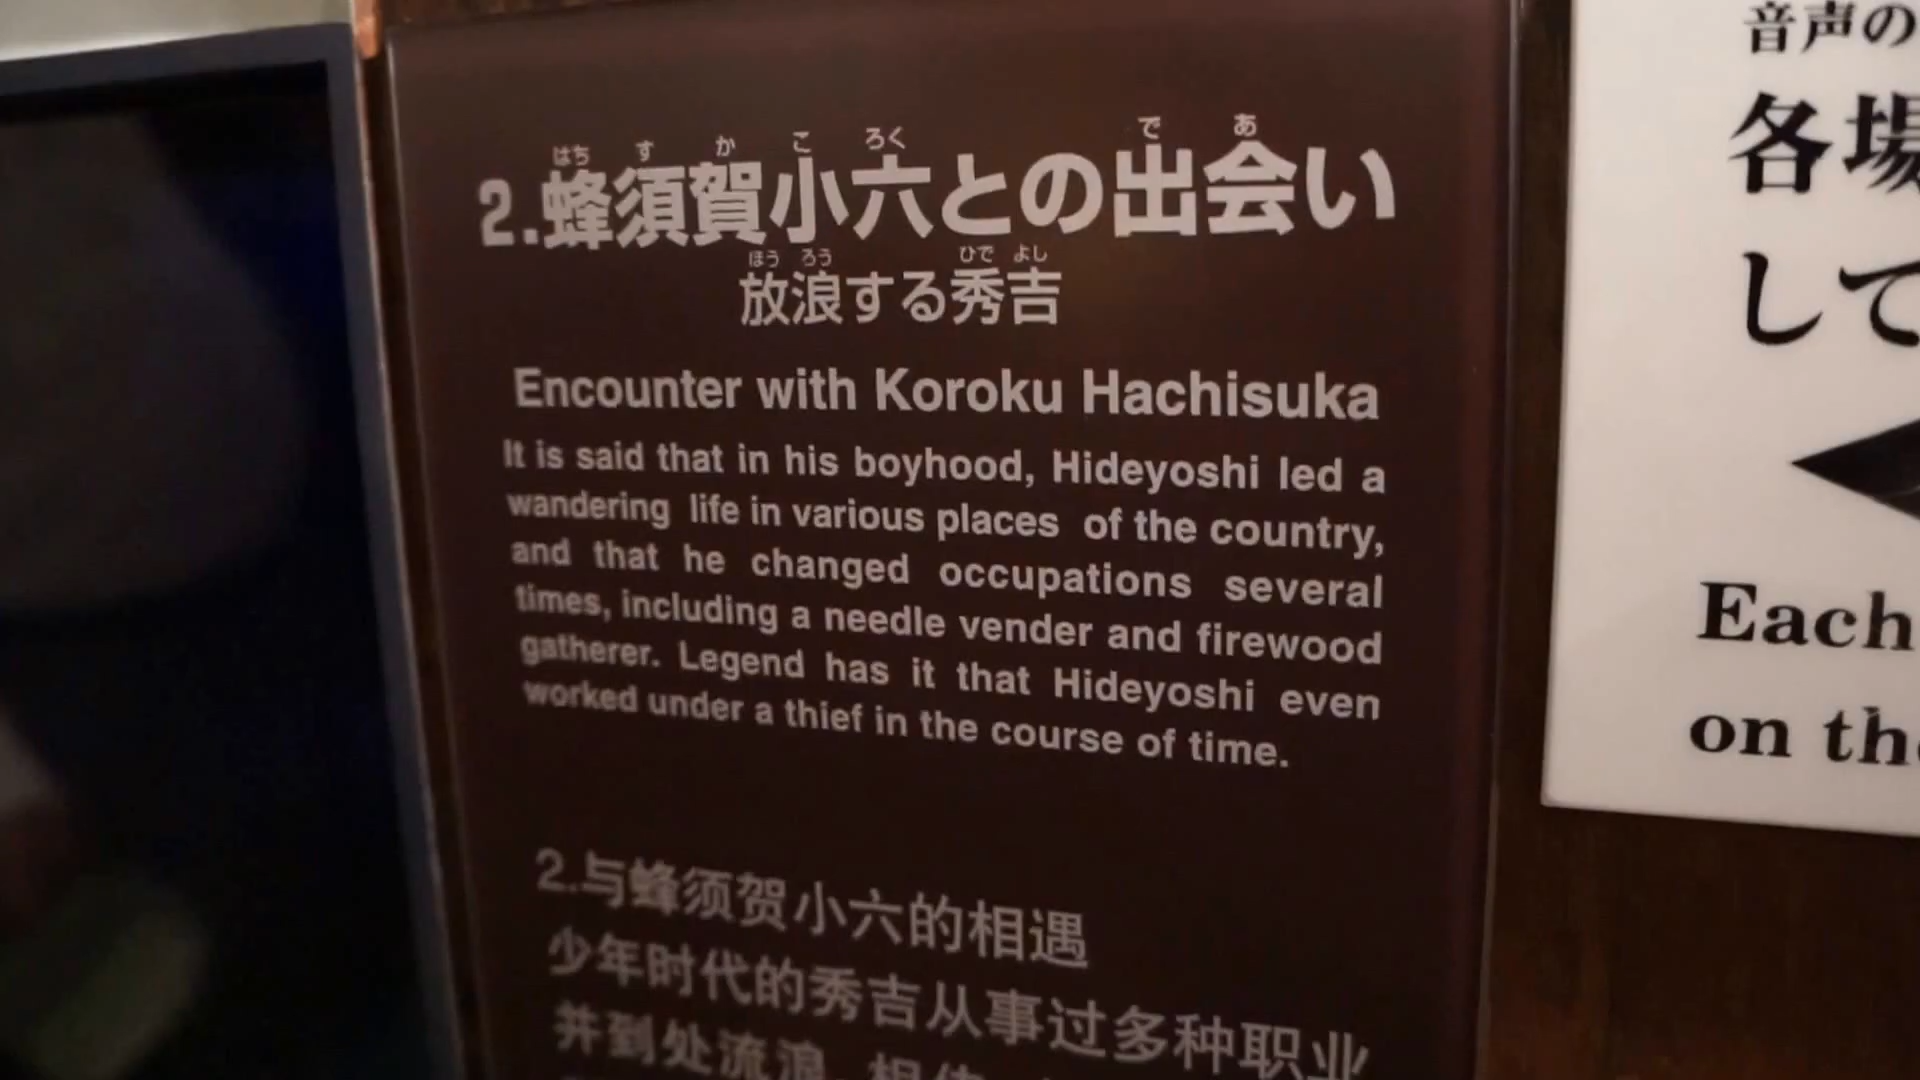 はち す か こ ろく で あ
2.蜂須賀小六との出会い
ほう ろう ひで よし
放浪する秀吉
Encounter with Koroku Hachisuka
It is said that in his boyhood, Hideyoshi led a
wandering life in various places of the country,
and that he changed occupations several
times, including a needle vender and firewood
gatherer. Legend has it that Hideyoshi even
worked under a thief in the course of time.
2.与蜂须贺小六的相遇
少年时代的秀吉从事过多种职业
并到处流浪
音声の
各場
して
Each
on the